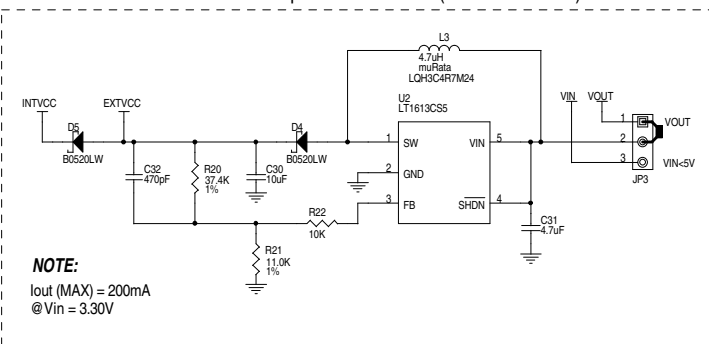 L3
4.7uH
muRata
LQH3C4R7M24
U2
LT1613CS5
INTVCC
EXTVCC
VIN
VOUT
D5
B0520LW
D4
B0520LW
1
SW
VIN
5
2
GND
3
FB
SHDN
4
1
VOUT
2
3
VIN<5V
JP3
C32
470pF
R20
37.4K
1%
C30
10uF
R22
10K
R21
11.0K
1%
C31
4.7uF
NOTE:
Iout (MAX) = 200mA
@Vin = 3.30V